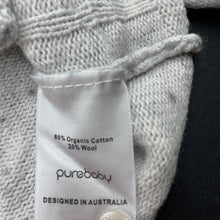 80% Organic Cotton
20% Wool
purebaby
DESIGNED IN AUSTRALIA